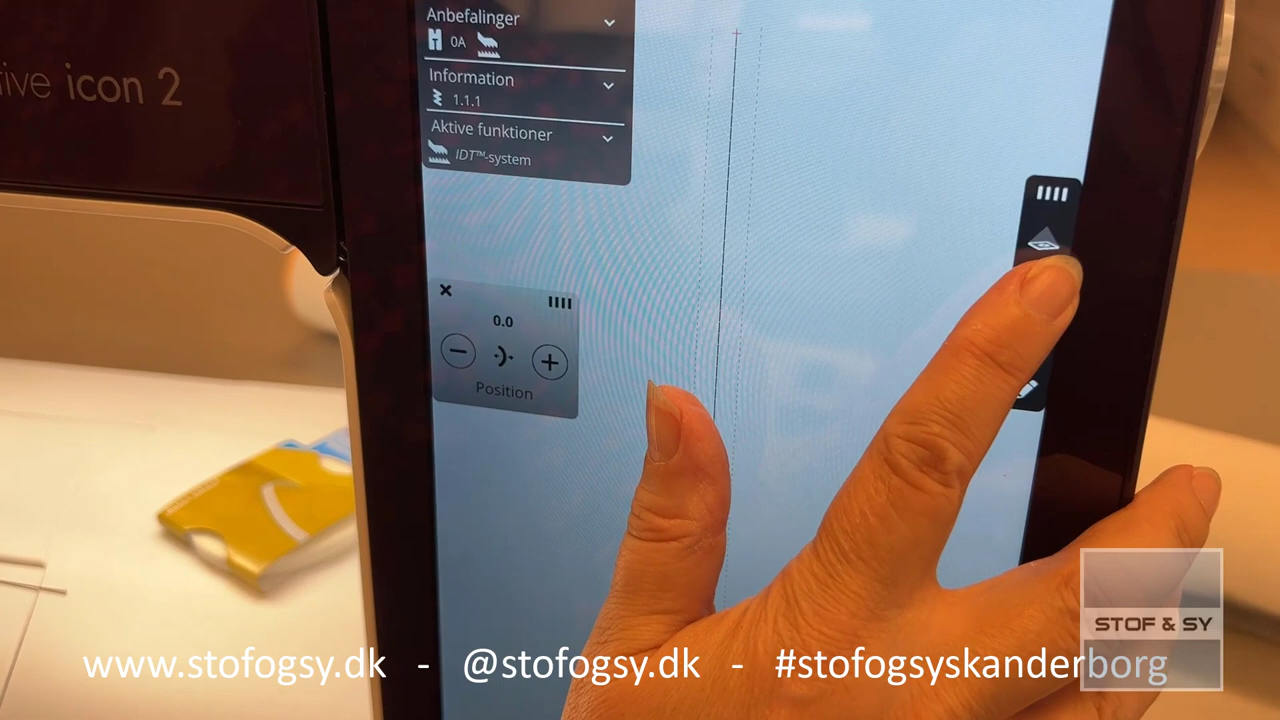 Anbefalinger
0A
Information
1.1.1
Aktive funktioner
IDT™-system
icon 2
0.0
Position
STOF & SY
www.stofogsy.dk - @stofogsy.dk - #stofogsyskanderborg